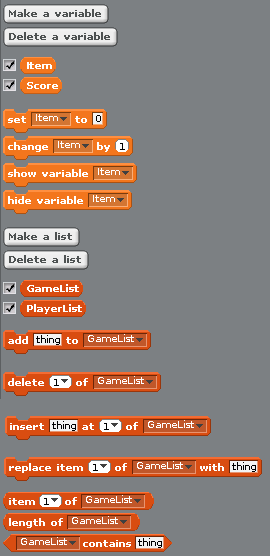 Make a variable
Delete a variable
Item
Score
set Item to 0
change Item by 1
show variable Item
hide variable Item
Make a list
Delete a list
GameList
PlayerList
add thing to GameList
delete 1 of GameList
insert thing at 1 of GameList
replace item 1 of GameList with thing
item 1 of GameList
length of GameList
GameList contains thing